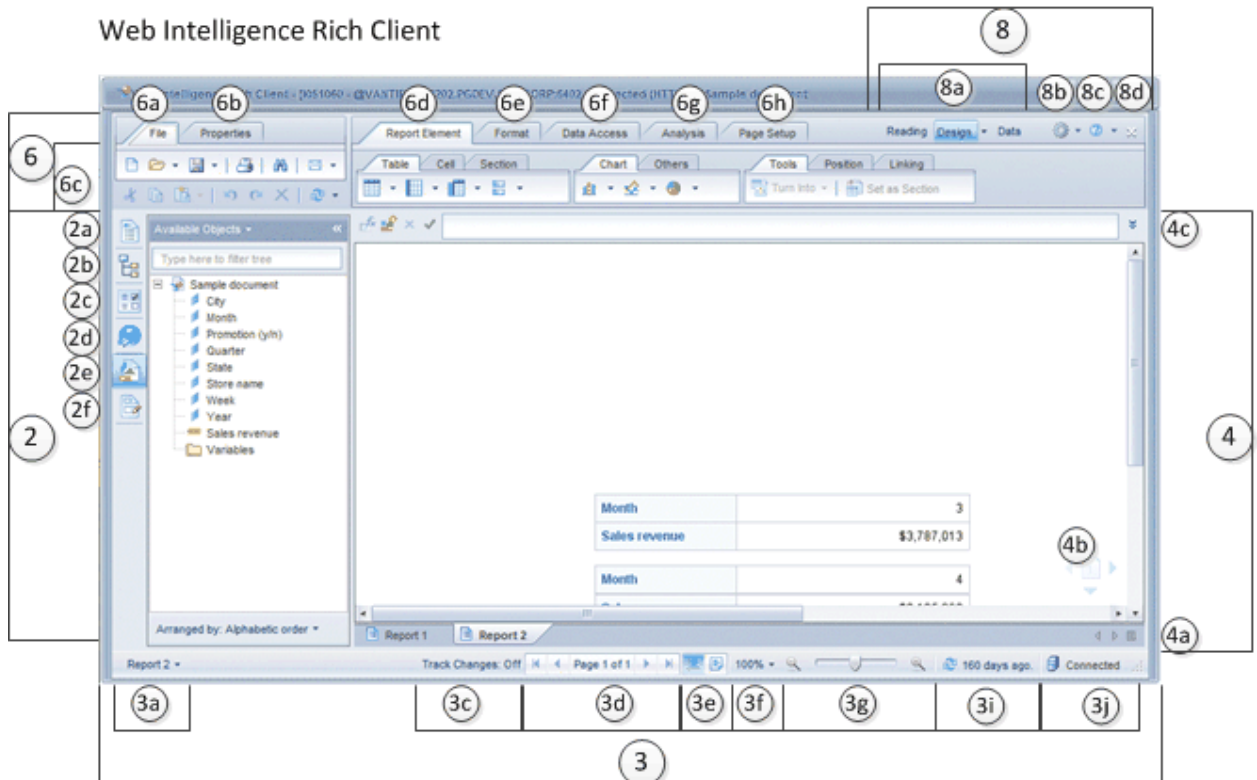 Web Intelligence Rich Client
8
6a 6b 6d 6e 6f 6g 6h 8a 8b 8c 8d
File Properties Report Element Format Data Access Analysis Page Setup Reading Design Data
6
6c
Table Cell Section Chart Others Tools Position Linking
Turn Into Set as Section
2a Available Objects 4c
2b Type here to filter tree
Sample document
2c City
Month
2d Promotion (y/n)
Quarter
2e State
Store name
2f Week
Year
2 Sales revenue 4
Variables
Month 3
Sales revenue $3,787,013
4b
Month 4
Arranged by: Alphabetic order Report 1 Report 2 4a
Report 2 Track Changes: Off Page 1 of 1 100% 160 days ago. Connected
3a 3c 3d 3e 3f 3g 3i 3j
3